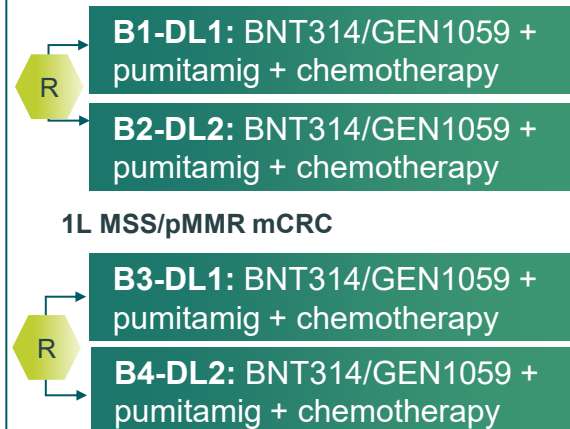 B1-DL1: BNT314/GEN1059 +
pumitamig + chemotherapy
R
B2-DL2: BNT314/GEN1059 +
pumitamig + chemotherapy
1L MSS/pMMR mCRC
B3-DL1: BNT314/GEN1059 +
pumitamig + chemotherapy
R
B4-DL2: BNT314/GEN1059 +
pumitamig + chemotherapy